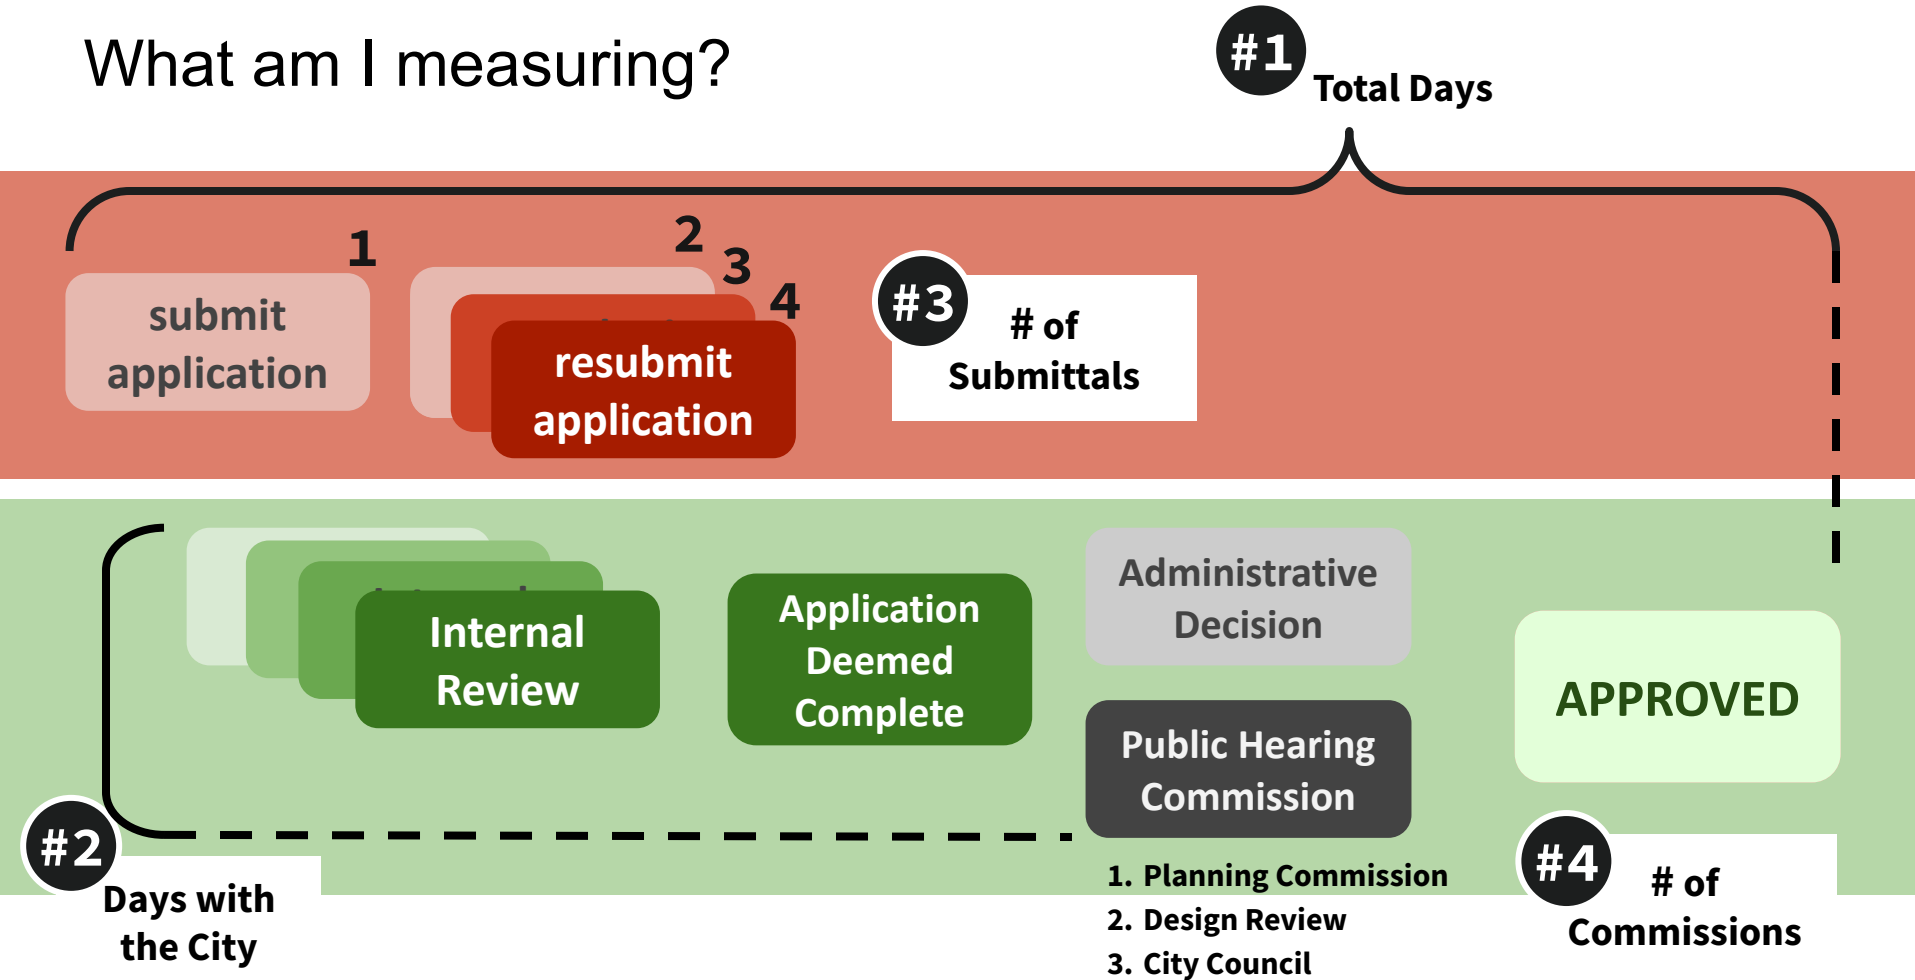 What am I measuring?
#1
Total Days
1
2
3
4
submit
application
resubmit
application
#3
# of
Submittals
Internal
Review
Application
Deemed
Complete
Administrative
Decision
Public Hearing
Commission
APPROVED
#2
Days with
the City
1. Planning Commission
2. Design Review
3. City Council
#4
# of
Commissions